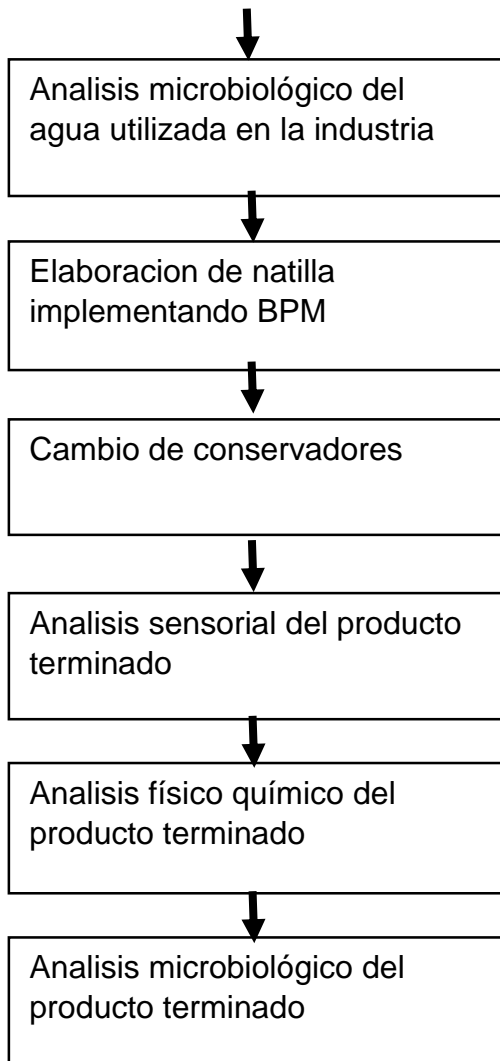 Analisis microbiológico del
agua utilizada en la industria
Elaboracion de natilla
implementando BPM
Cambio de conservadores
Analisis sensorial del producto
terminado
Analisis físico químico del
producto terminado
Analisis microbiológico del
producto terminado